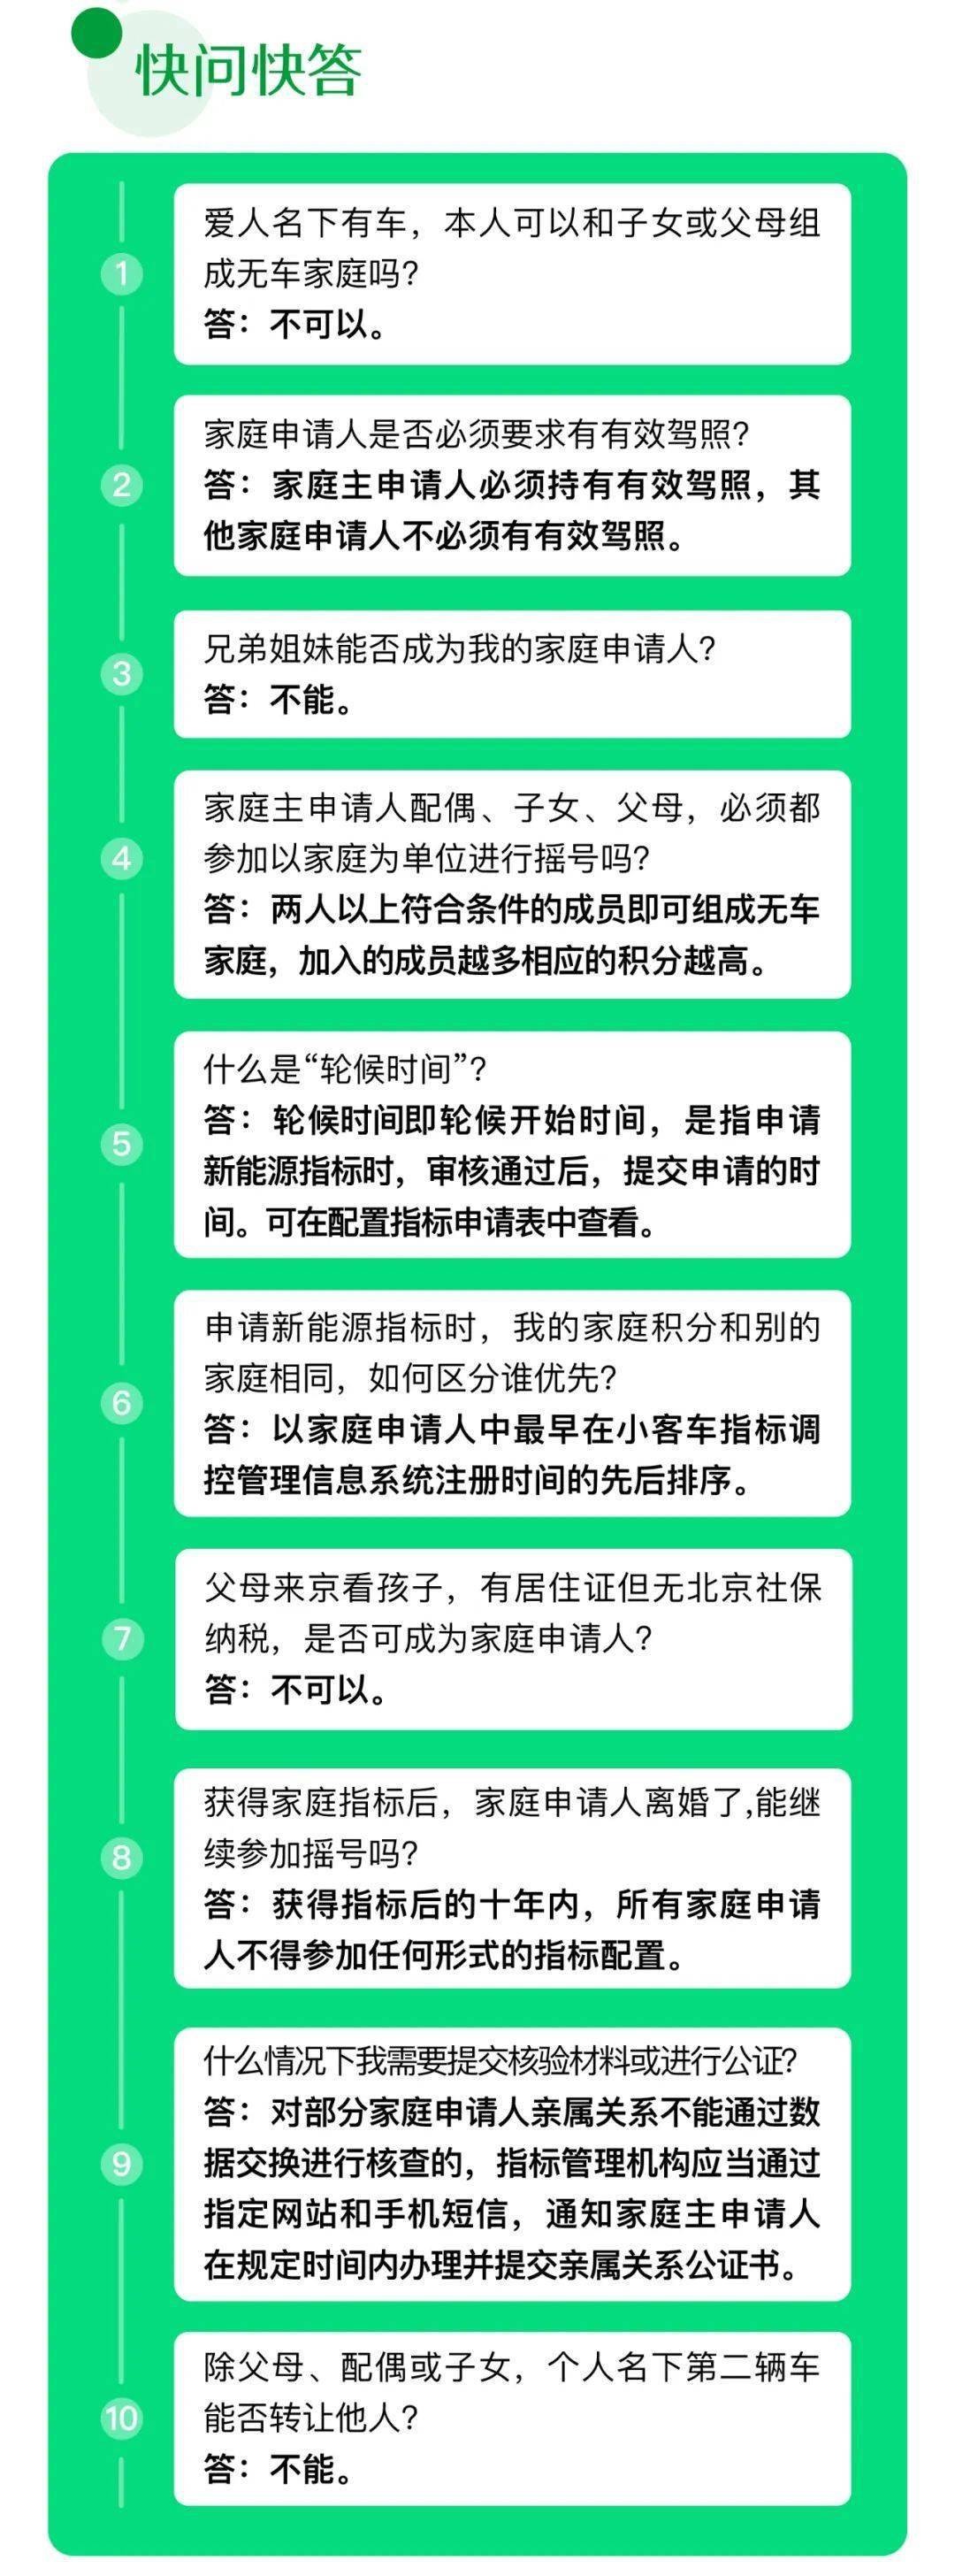 快问快答
1
爱人名下有车，本人可以和子女或父母组
成无车家庭吗？
答：不可以。
2
家庭申请人是否必须要求有有效驾照？
答：家庭主申请人必须持有有效驾照，其
他家庭申请人不必须有有效驾照。
3
兄弟姐妹能否成为我的家庭申请人？
答：不能。
4
家庭主申请人配偶、子女、父母，必须都
参加以家庭为单位进行摇号吗？
答：两人以上符合条件的成员即可组成无车
家庭，加入的成员越多相应的积分越高。
5
什么是“轮候时间”？
答：轮候时间即轮候开始时间，是指申请
新能源指标时，审核通过后，提交申请的时
间。可在配置指标申请表中查看。
6
申请新能源指标时，我的家庭积分和别的
家庭相同，如何区分谁优先？
答：以家庭申请人中最早在小客车指标调
控管理信息系统注册时间的先后排序。
7
父母来京看孩子，有居住证但无北京社保
纳税，是否可成为家庭申请人？
答：不可以。
8
获得家庭指标后，家庭申请人离婚了,能继
续参加摇号吗？
答：获得指标后的十年内，所有家庭申请
人不得参加任何形式的指标配置。
9
什么情况下我需要提交核验材料或进行公证？
答：对部分家庭申请人亲属关系不能通过数
据交换进行核查的，指标管理机构应当通过
指定网站和手机短信，通知家庭主申请人
在规定时间内办理并提交亲属关系公证书。
10
除父母、配偶或子女，个人名下第二辆车
能否转让他人？
答：不能。